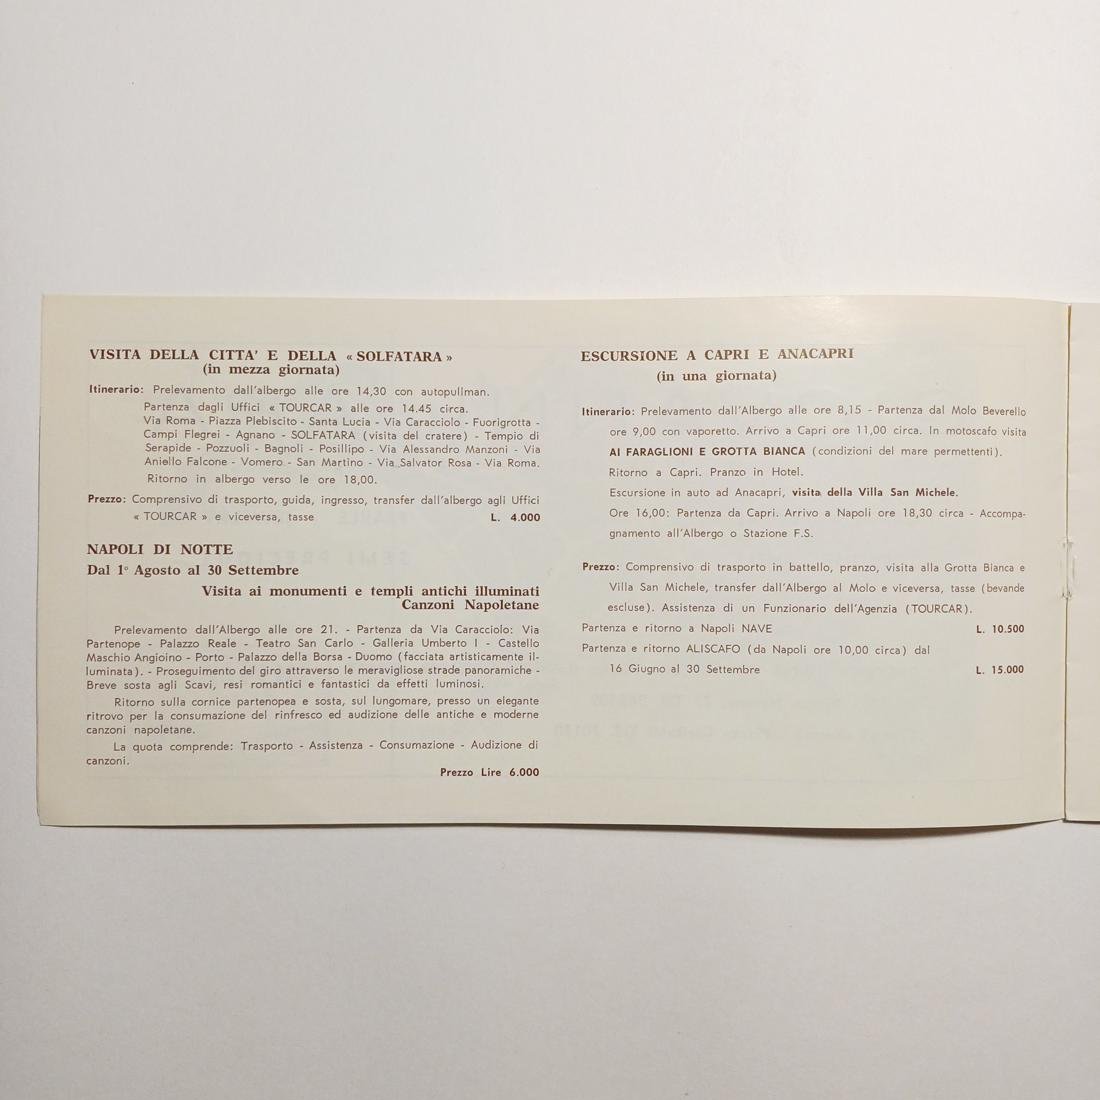 VISITA DELLA CITTA' E DELLA « SOLFATARA »
(in mezza giornata)
Itinerario: Prelevamento dall'albergo alle ore 14,30 con autopullman.
Partenza dagli Uffici « TOURCAR » alle ore 14.45 circa.
Via Roma - Piazza Plebiscito - Santa Lucia - Via Caracciolo - Fuorigrotta -
Campi Flegrei - Agnano - SOLFATARA (visita del cratere) - Tempio di
Serapide - Pozzuoli - Bagnoli - Posillipo - Via Alessandro Manzoni - Via
Aniello Falcone - Vomero - San Martino - Via Salvator Rosa - Via Roma.
Ritorno in albergo verso le ore 18,00.
Prezzo: Comprensivo di trasporto, guida, ingresso, transfer dall'albergo agli Uffici
« TOURCAR » e viceversa, tasse L. 4.000
NAPOLI DI NOTTE
Dal 1° Agosto al 30 Settembre
Visita ai monumenti e templi antichi illuminati
Canzoni Napoletane
Prelevamento dall'Albergo alle ore 21. - Partenza da Via Caracciolo: Via
Partenope - Palazzo Reale - Teatro San Carlo - Galleria Umberto I - Castello
Maschio Angioino - Porto - Palazzo della Borsa - Duomo (facciata artisticamente il-
luminata). - Proseguimento del giro attraverso le meravigliose strade panoramiche -
Breve sosta agli Scavi, resi romantici e fantastici da effetti luminosi.
Ritorno sulla cornice partenopea e sosta, sul lungomare, presso un elegante
ritrovo per la consumazione del rinfresco ed audizione delle antiche e moderne
canzoni napoletane.
La quota comprende: Trasporto - Assistenza - Consumazione - Audizione di
canzoni.
Prezzo Lire 6.000
ESCURSIONE A CAPRI E ANACAPRI
(in una giornata)
Itinerario: Prelevamento dall'Albergo alle ore 8,15 - Partenza dal Molo Beverello
ore 9,00 con vaporetto. Arrivo a Capri ore 11,00 circa. In motoscafo visita
AI FARAGLIONI E GROTTA BIANCA (condizioni del mare permettenti).
Ritorno a Capri. Pranzo in Hotel.
Escursione in auto ad Anacapri, visita della Villa San Michele.
Ore 16,00: Partenza da Capri. Arrivo a Napoli ore 18,30 circa - Accompa-
gnamento all'Albergo o Stazione F.S.
Prezzo: Comprensivo di trasporto in battello, pranzo, visita alla Grotta Bianca e
Villa San Michele, transfer dall'Albergo al Molo e viceversa, tasse (bevande
escluse). Assistenza di un Funzionario dell'Agenzia (TOURCAR).
Partenza e ritorno a Napoli NAVE L. 10.500
Partenza e ritorno ALISCAFO (da Napoli ore 10,00 circa) dal
16 Giugno al 30 Settembre L. 15.000